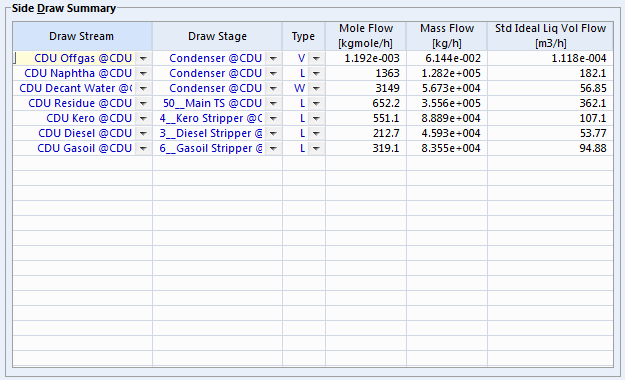 Side Draw Summary
Draw Stream Draw Stage Type Mole Flow [kgmole/h] Mass Flow [kg/h] Std Ideal Liq Vol Flow [m3/h]
CDU Offgas @CDU Condenser @CDU V 1.192e-003 6.144e-002 1.118e-004
CDU Naphtha @CDU Condenser @CDU L 1363 1.282e+005 182.1
CDU Decant Water @C Condenser @CDU W 3149 5.673e+004 56.85
CDU Residue @CDU 50__Main TS @CDU L 652.2 3.556e+005 362.1
CDU Kero @CDU 4__Kero Stripper @C L 551.1 8.889e+004 107.1
CDU Diesel @CDU 3__Diesel Stripper @ L 212.7 4.593e+004 53.77
CDU Gasoil @CDU 6__Gasoil Stripper @ L 319.1 8.355e+004 94.88